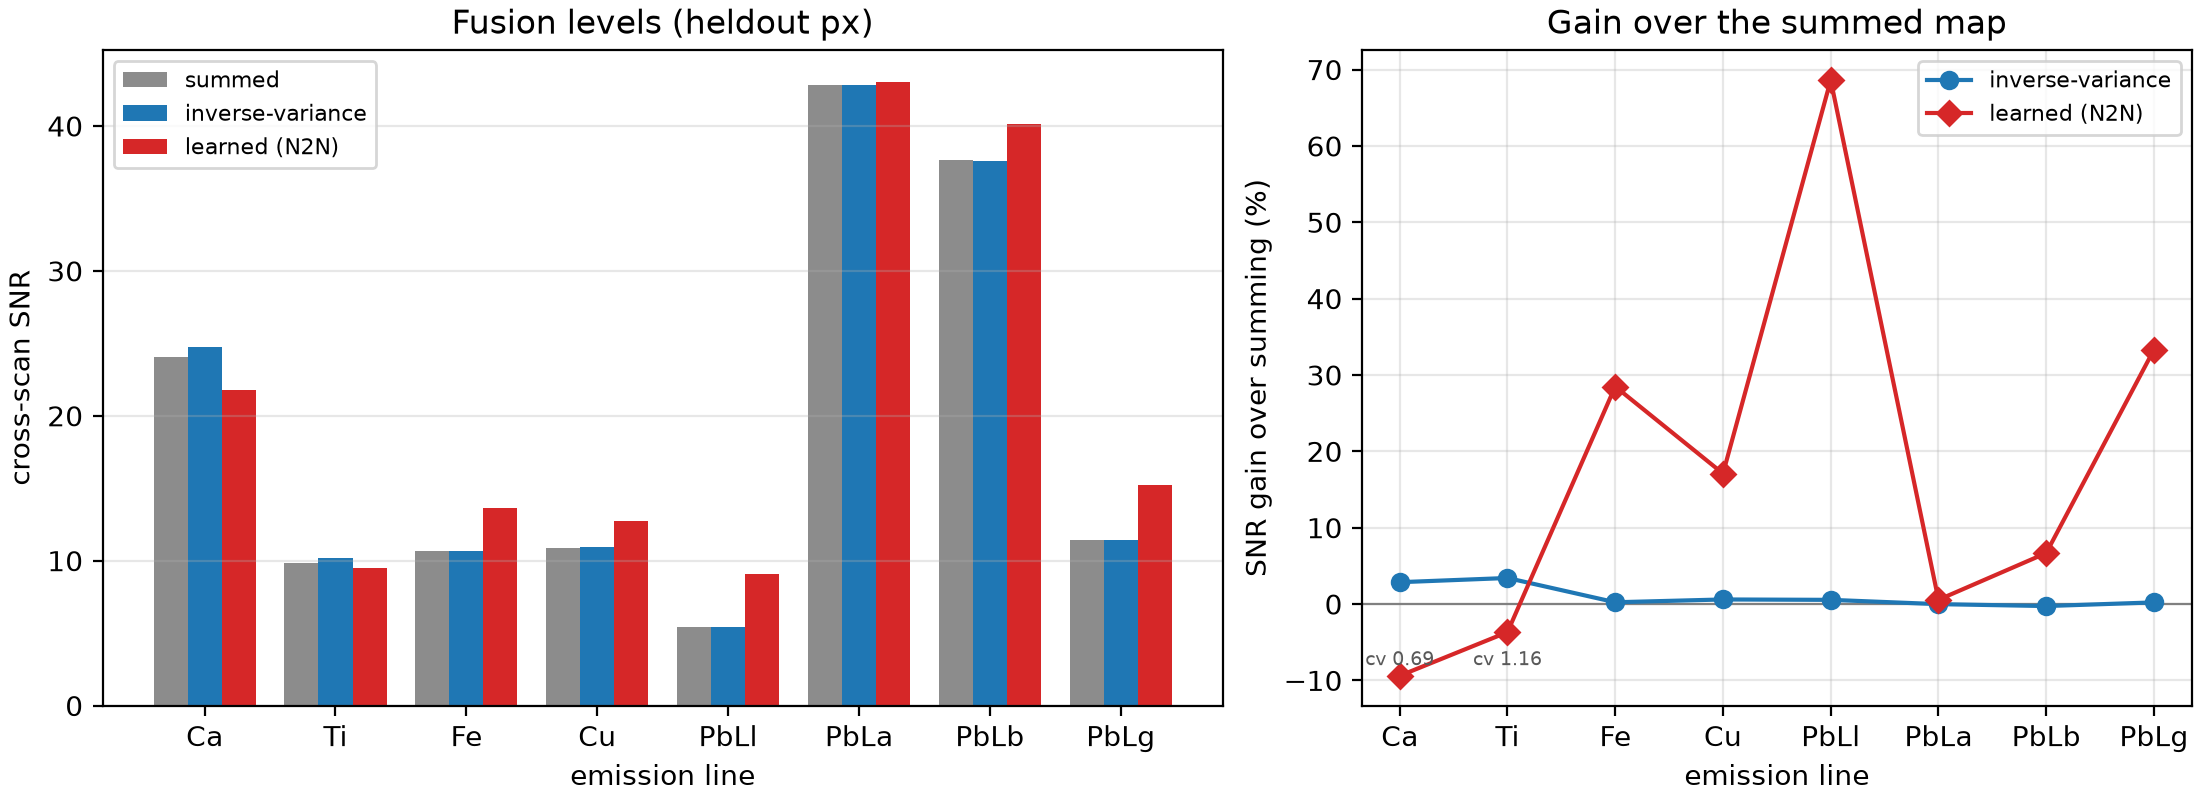 Fusion levels (heldout px)
summed
inverse-variance
learned (N2N)
cross-scan SNR
40
30
20
10
0
Ca Ti Fe Cu PbLl PbLa PbLb PbLg
emission line
Gain over the summed map
inverse-variance
learned (N2N)
SNR gain over summing (%)
70
60
50
40
30
20
10
0
−10
cv 0.69 cv 1.16
Ca Ti Fe Cu PbLl PbLa PbLb PbLg
emission line